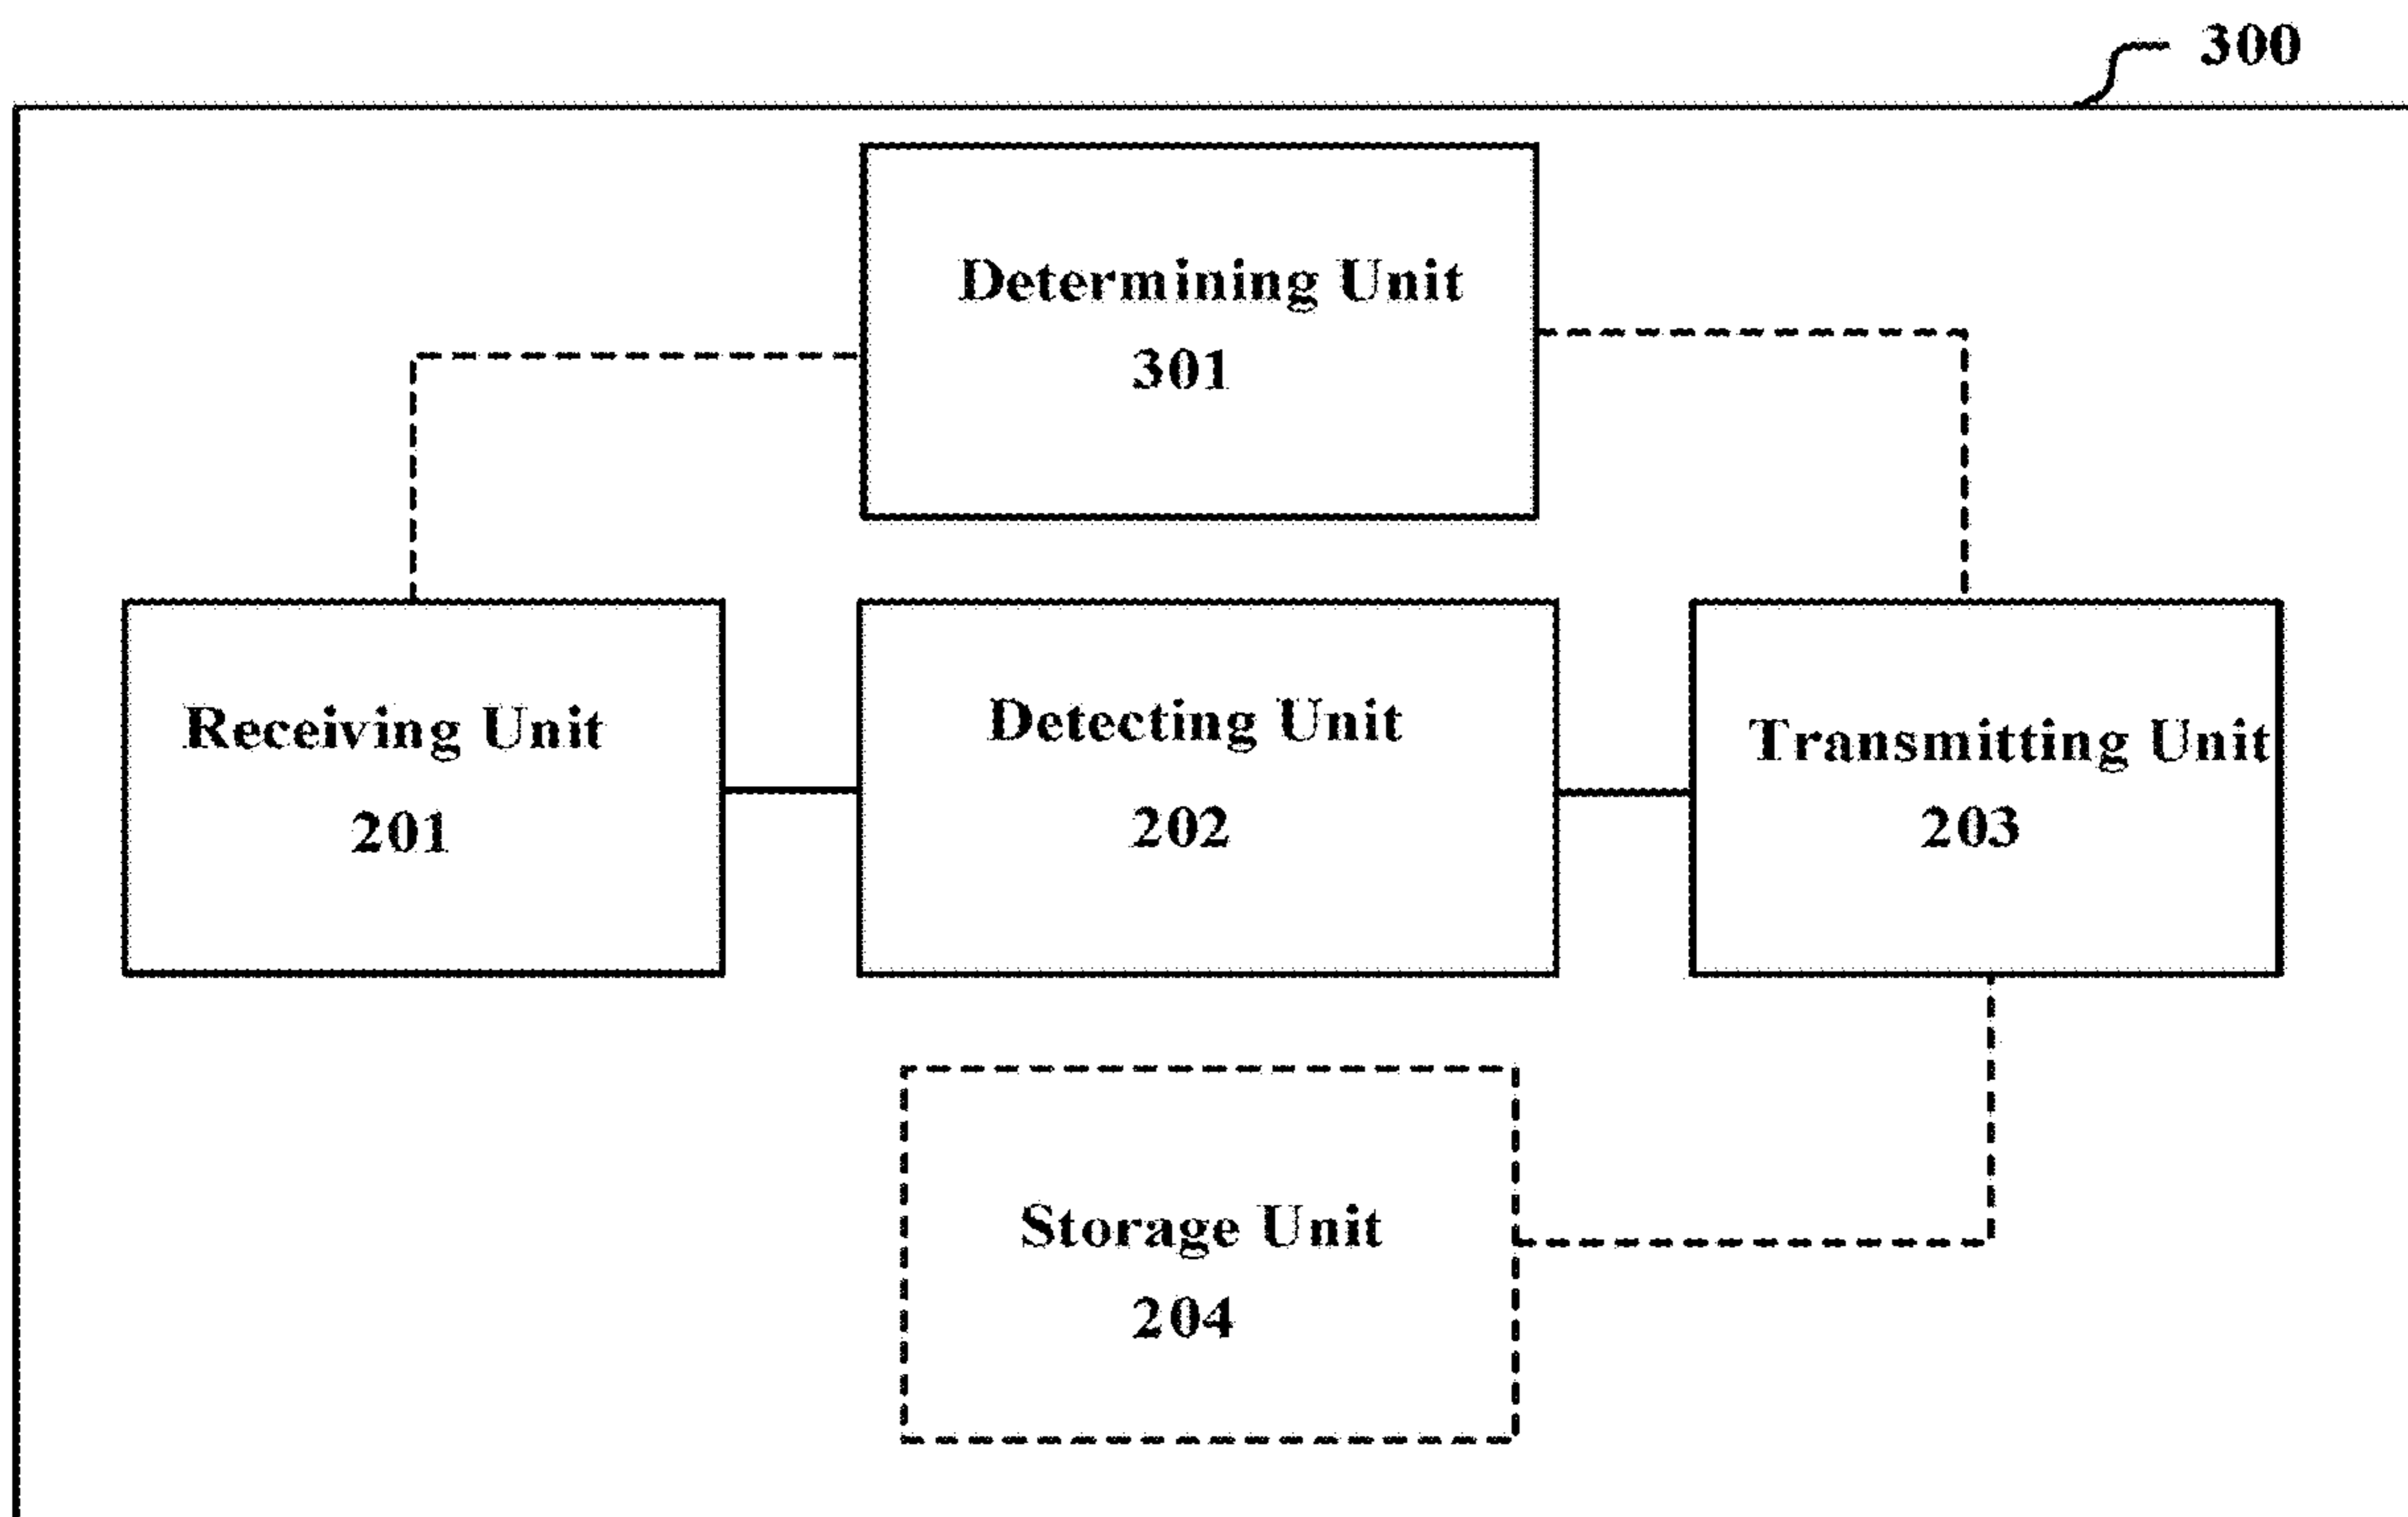 300
Determining Unit
301
Receiving Unit
201
Detecting Unit
202
Transmitting Unit
203
Storage Unit
204